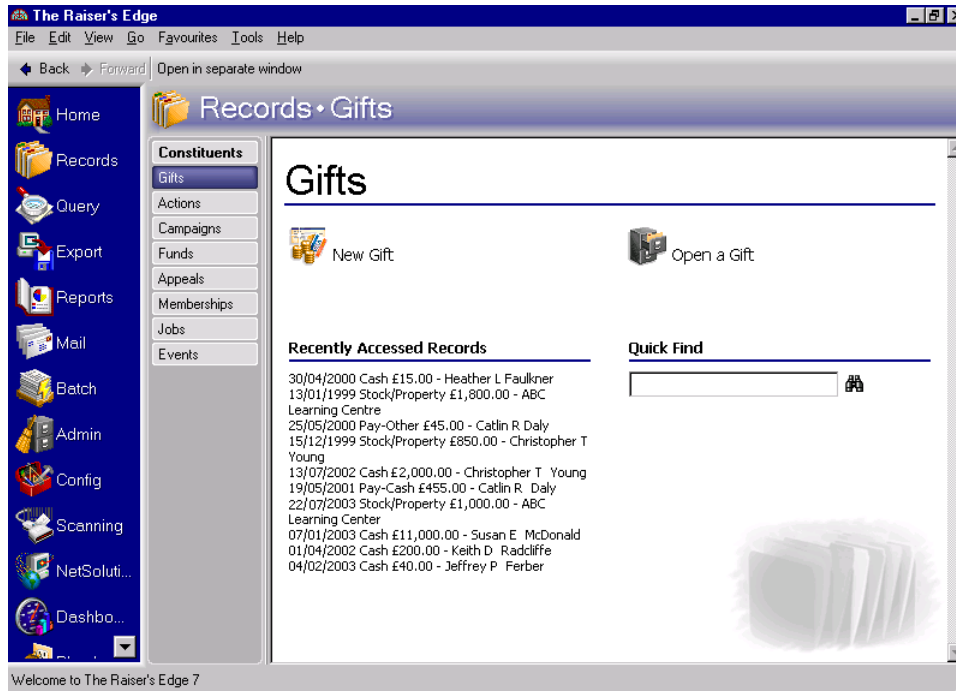 The Raiser's Edge
File Edit View Go Favourites Tools Help
Back Forward Open in separate window
Records · Gifts
Home
Records
Query
Export
Reports
Mail
Batch
Admin
Config
Scanning
NetSoluti...
Dashbo...
Constituents
Gifts
Actions
Campaigns
Funds
Appeals
Memberships
Jobs
Events
Gifts
New Gift
Open a Gift
Recently Accessed Records
30/04/2000 Cash £15.00 - Heather L Faulkner
13/01/1999 Stock/Property £1,800.00 - ABC
Learning Centre
25/05/2000 Pay-Other £45.00 - Catlin R Daly
15/12/1999 Stock/Property £850.00 - Christopher T
Young
13/07/2002 Cash £2,000.00 - Christopher T Young
19/05/2001 Pay-Cash £455.00 - Catlin R Daly
22/07/2003 Stock/Property £1,000.00 - ABC
Learning Center
07/01/2003 Cash £11,000.00 - Susan E McDonald
01/04/2002 Cash £200.00 - Keith D Radcliffe
04/02/2003 Cash £40.00 - Jeffrey P Ferber
Quick Find
Welcome to The Raiser's Edge 7